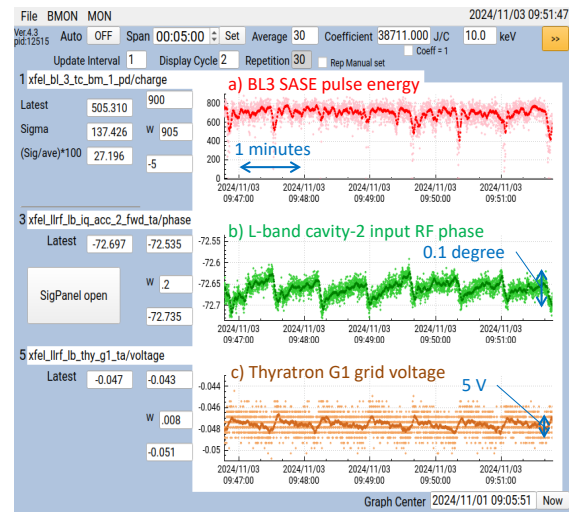 File BMON MON 2024/11/03 09:51:47
Ver.4.3
pid:12515 Auto OFF Span 00:05:00 Set Average 30 Coefficient 38711.000 J/C 10.0 keV >>
Coeff = 1
Update Interval 1 Display Cycle 2 Repetition 30 Rep Manual set
1 xfel_bl_3_tc_bm_1_pd/charge
Latest 505.310 900
Sigma 137.426 W 905
(Sig/ave)*100 27.196 -5
a) BL3 SASE pulse energy
800
600
400
200
0
1 minutes
2024/11/03 2024/11/03 2024/11/03 2024/11/03 2024/11/03
09:47:00 09:48:00 09:49:00 09:50:00 09:51:00
3 xfel_llrf_lb_iq_acc_2_fwd_ta/phase
Latest -72.697 -72.535
SigPanel open W .2
-72.735
b) L-band cavity-2 input RF phase
0.1 degree
-72.55
-72.6
-72.65
-72.7
2024/11/03 2024/11/03 2024/11/03 2024/11/03 2024/11/03
09:47:00 09:48:00 09:49:00 09:50:00 09:51:00
5 xfel_llrf_lb_thy_g1_ta/voltage
Latest -0.047 -0.043
W .008
-0.051
c) Thyratron G1 grid voltage
5 V
-0.044
-0.046
-0.048
-0.05
2024/11/03 2024/11/03 2024/11/03 2024/11/03 2024/11/03
09:47:00 09:48:00 09:49:00 09:50:00 09:51:00
Graph Center 2024/11/01 09:05:51 Now